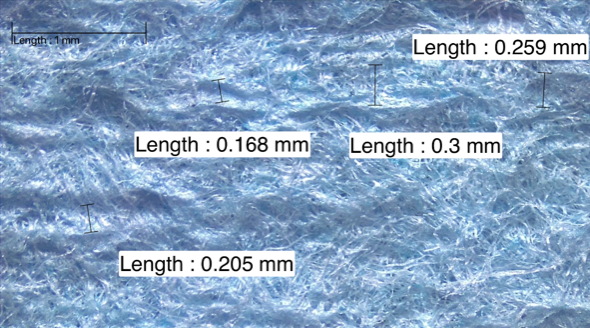 Length : 1 mm
Length : 0.259 mm
Length : 0.168 mm
Length : 0.3 mm
Length : 0.205 mm